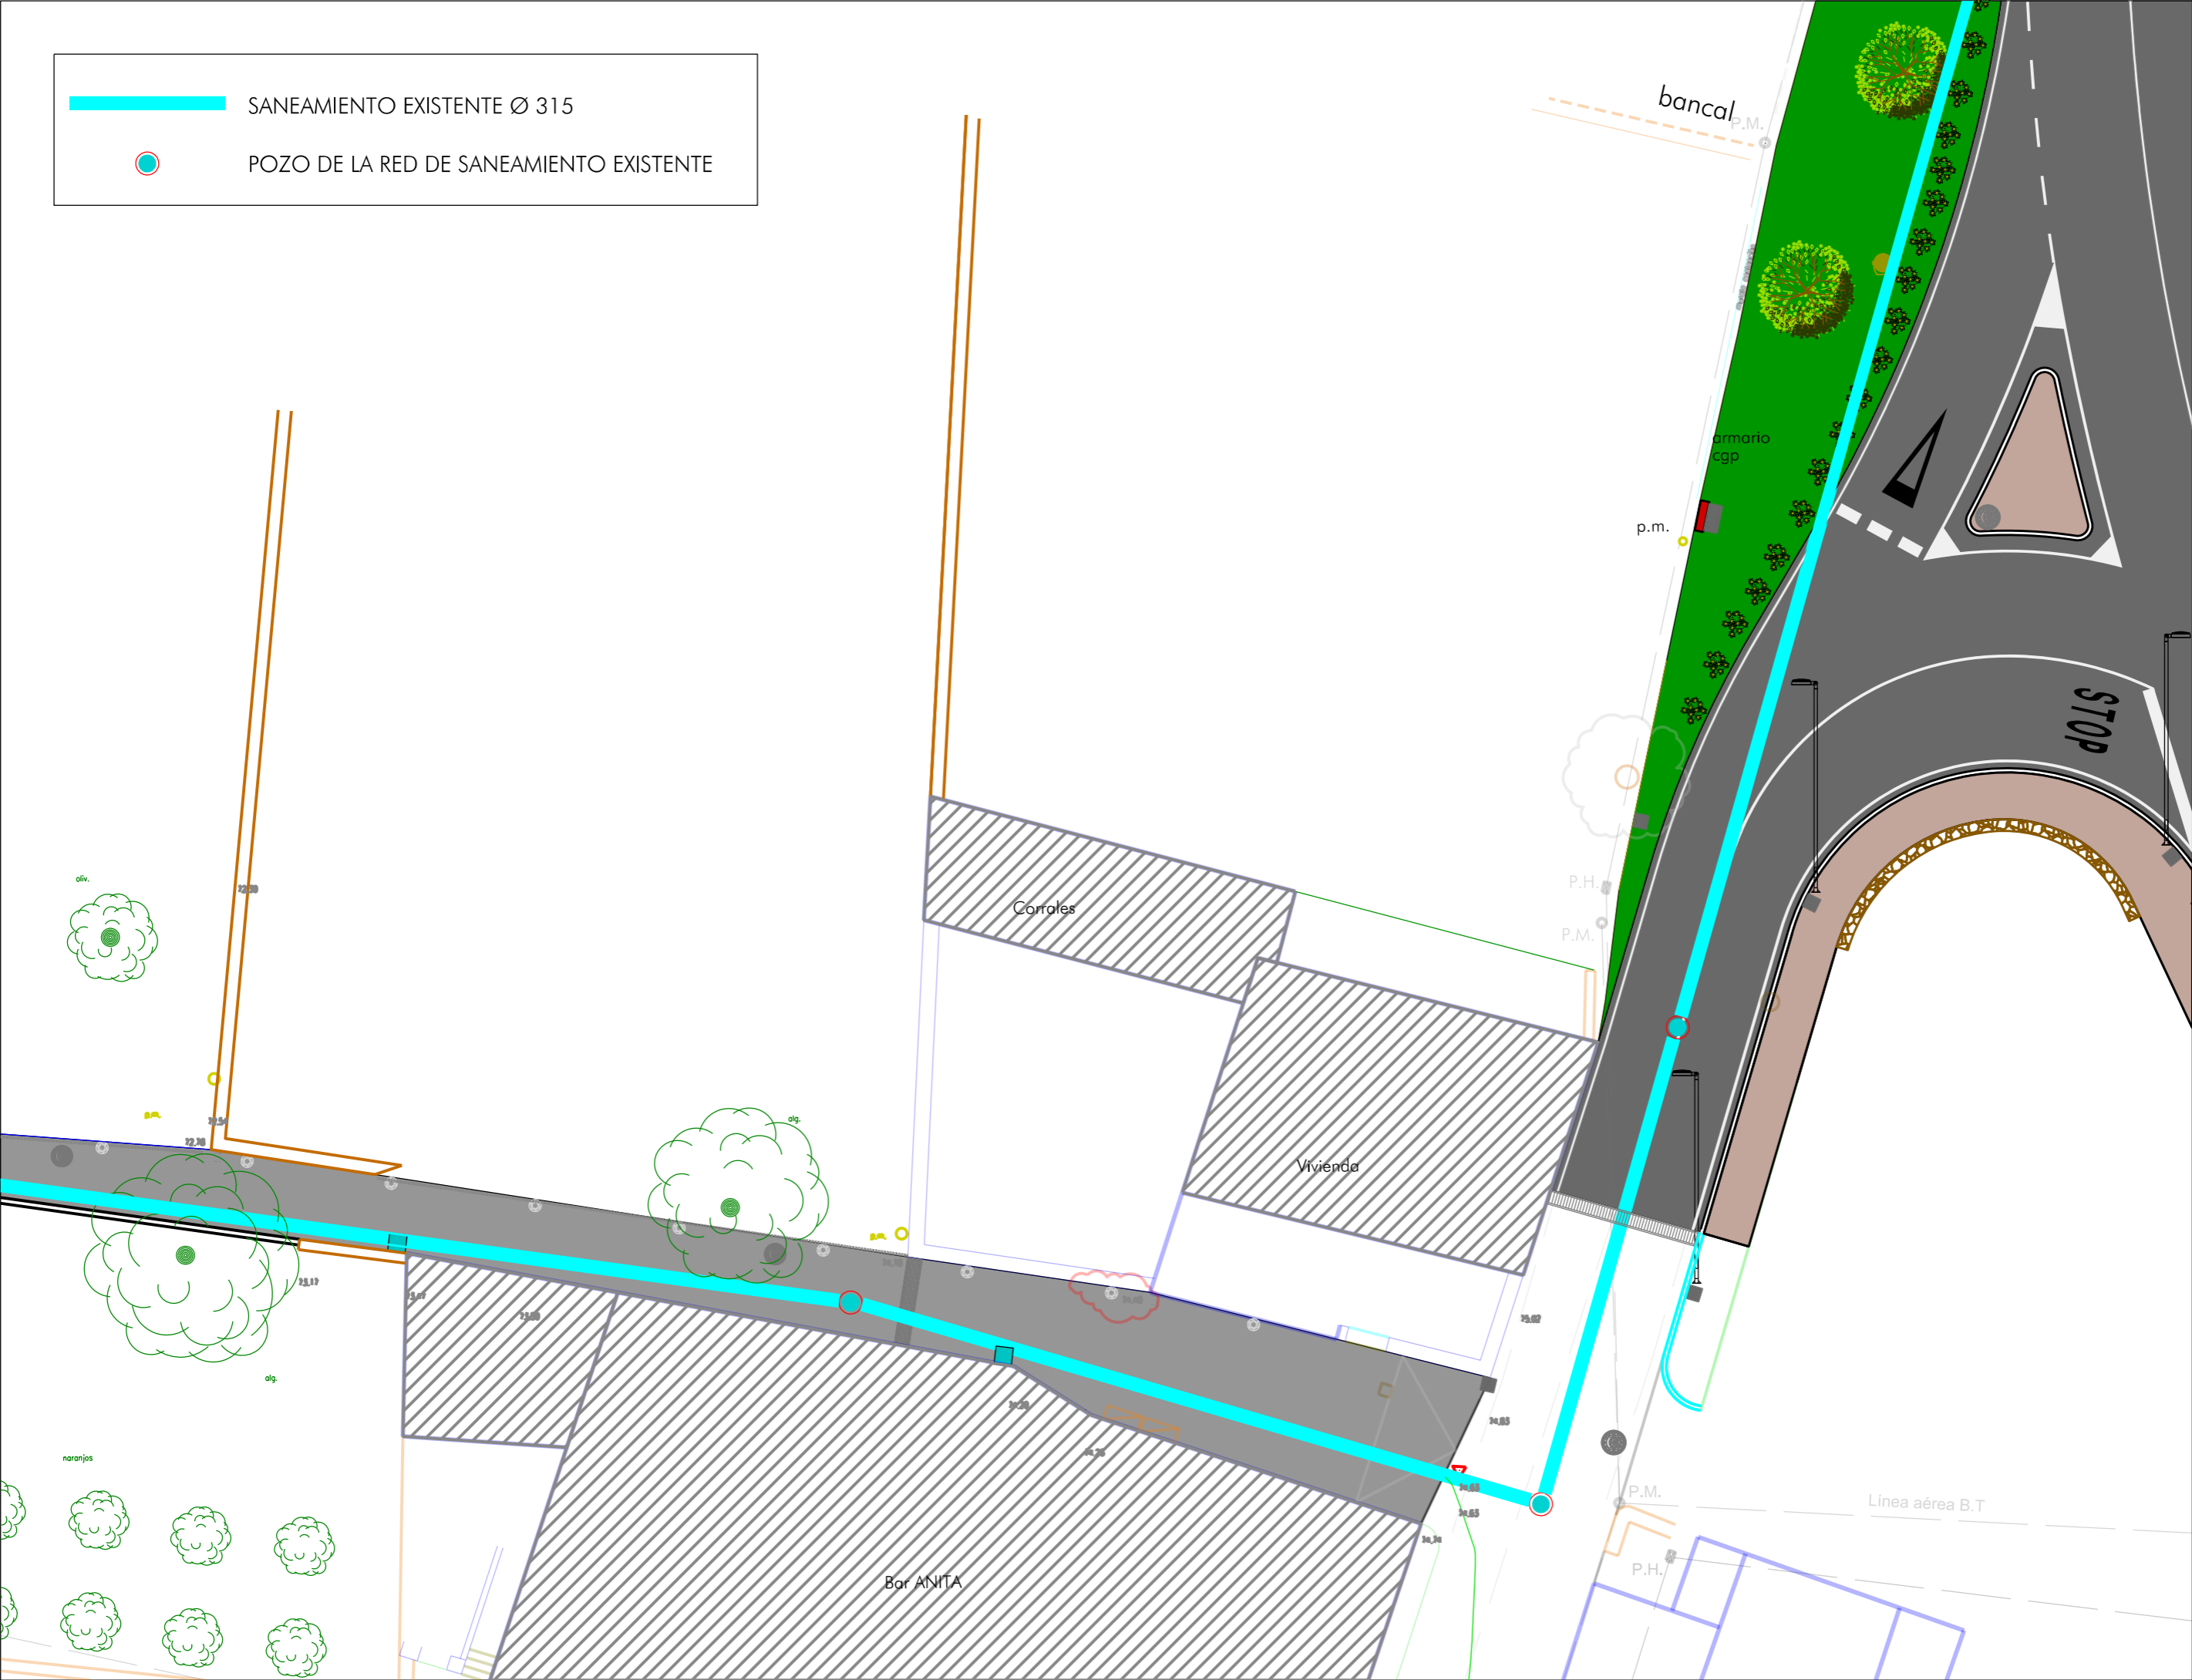 SANEAMIENTO EXISTENTE Ø 315
POZO DE LA RED DE SANEAMIENTO EXISTENTE
bancal
P.M.
armario
cgp
p.m.
STOP
oliv.
P.H.
Corrales
P.M.
p.m.
alg.
Vivienda
p.m.
alg.
naranjos
P.M.
Línea aérea B.T
P.H.
Bar ANITA